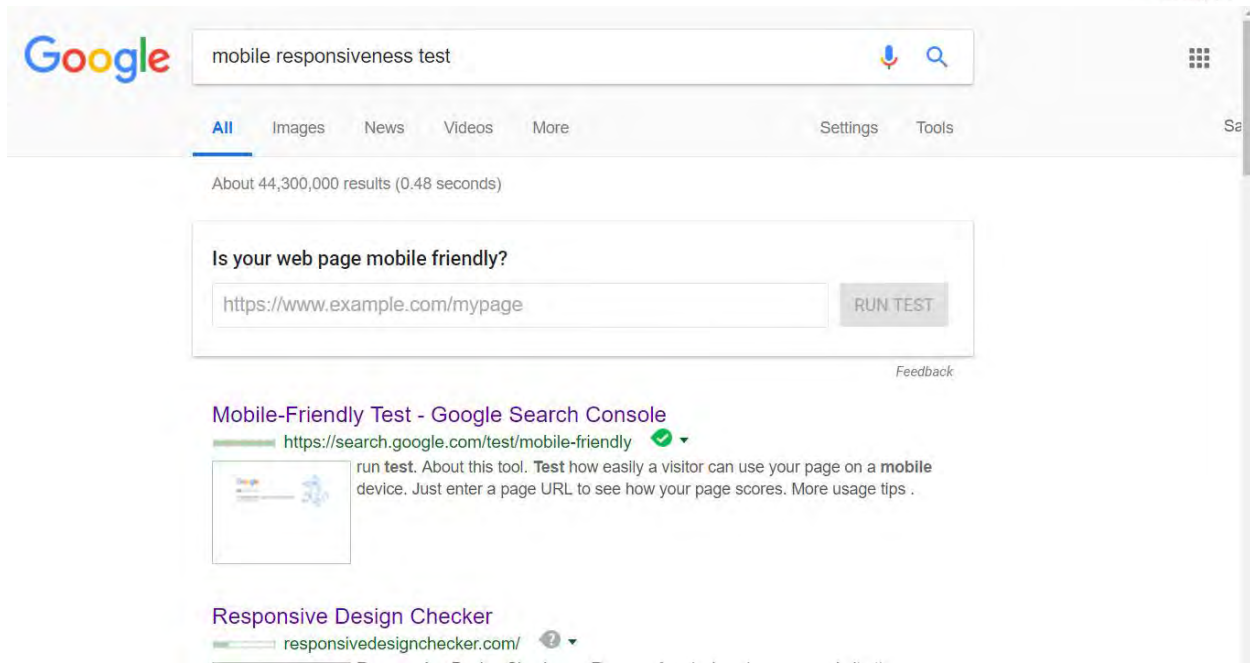 Google
mobile responsiveness test
All Images News Videos More Settings Tools
Sa
About 44,300,000 results (0.48 seconds)
Is your web page mobile friendly?
https://www.example.com/mypage RUN TEST
Feedback
Mobile-Friendly Test - Google Search Console
https://search.google.com/test/mobile-friendly
run test. About this tool. Test how easily a visitor can use your page on a mobile
device. Just enter a page URL to see how your page scores. More usage tips .
Responsive Design Checker
responsivedesignchecker.com/